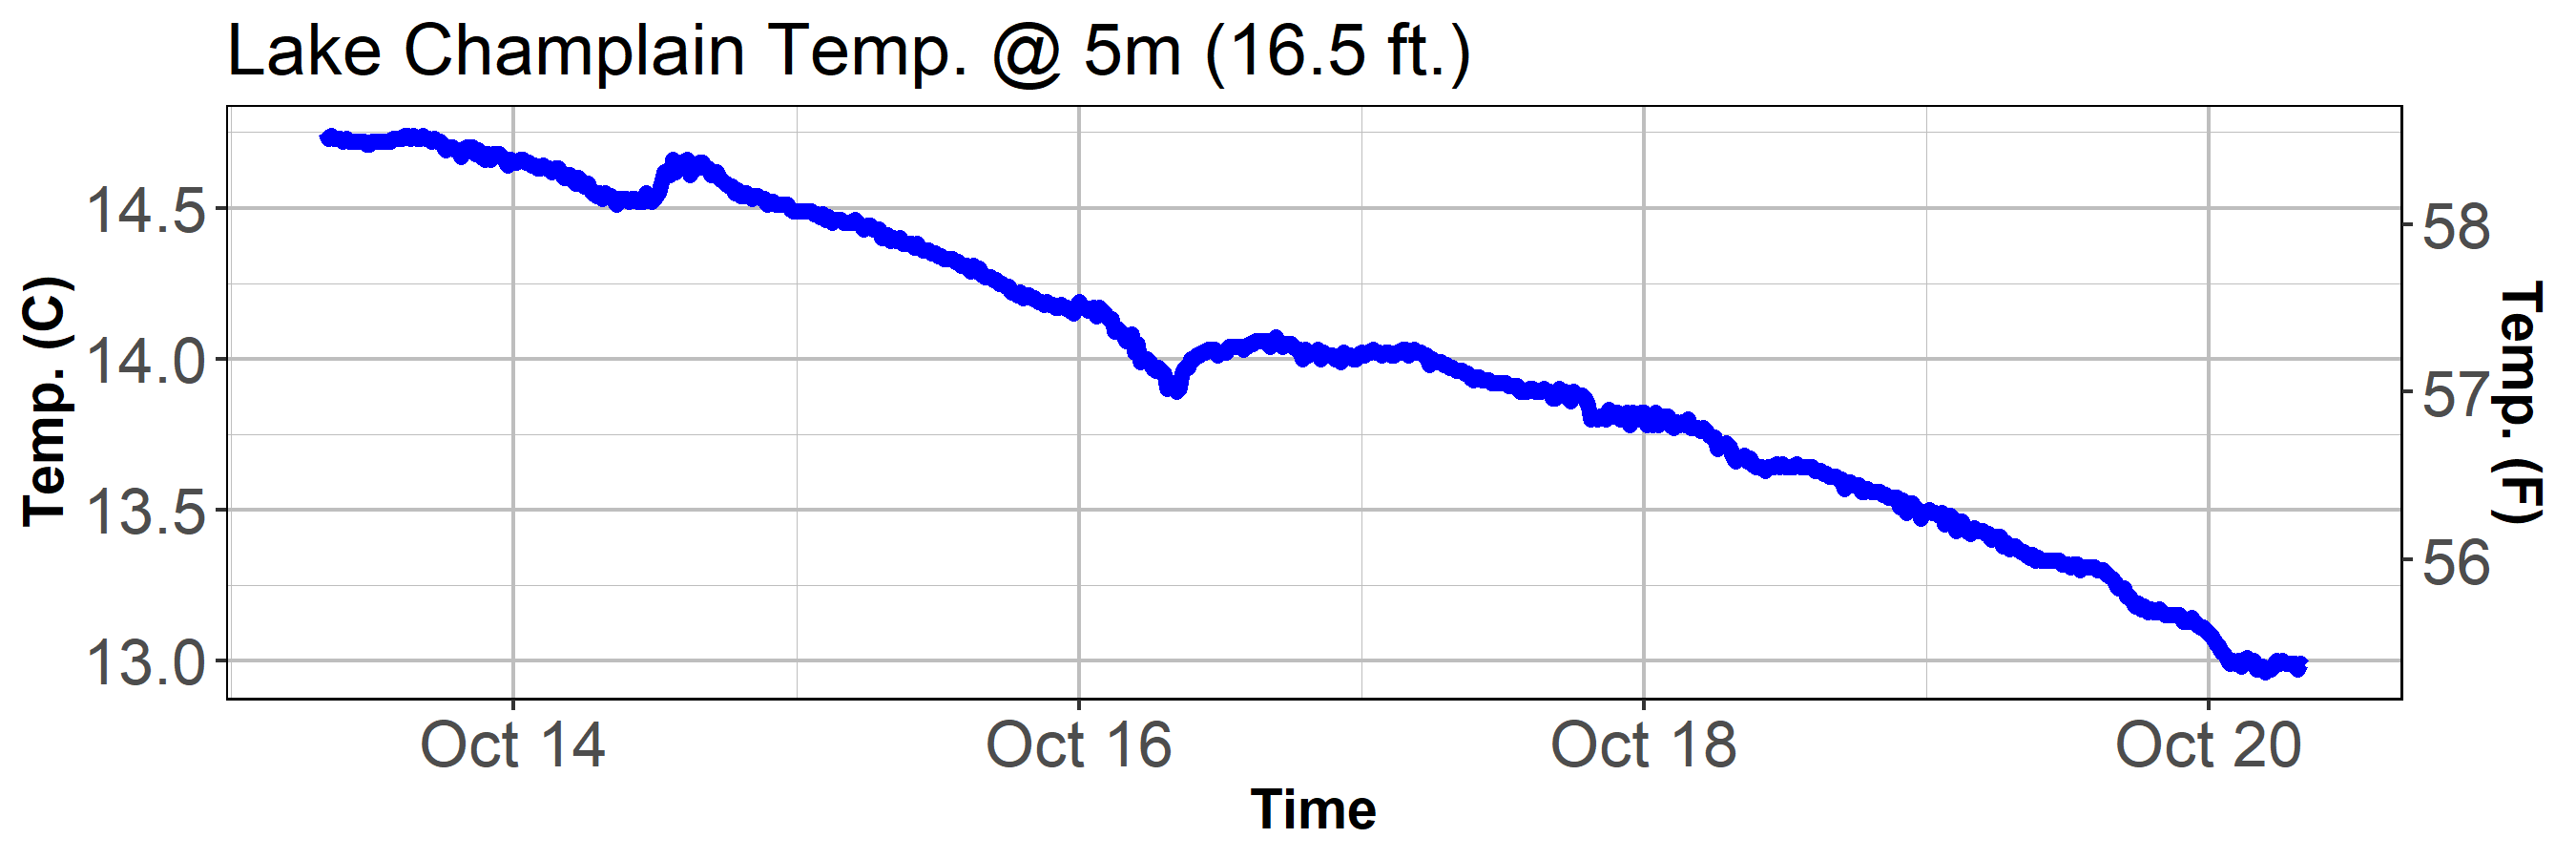 Lake Champlain Temp. @ 5m (16.5 ft.)
Temp. (C)
14.5
14.0
13.5
13.0
58
57
56
Temp. (F)
Oct 14 Oct 16 Oct 18 Oct 20
Time